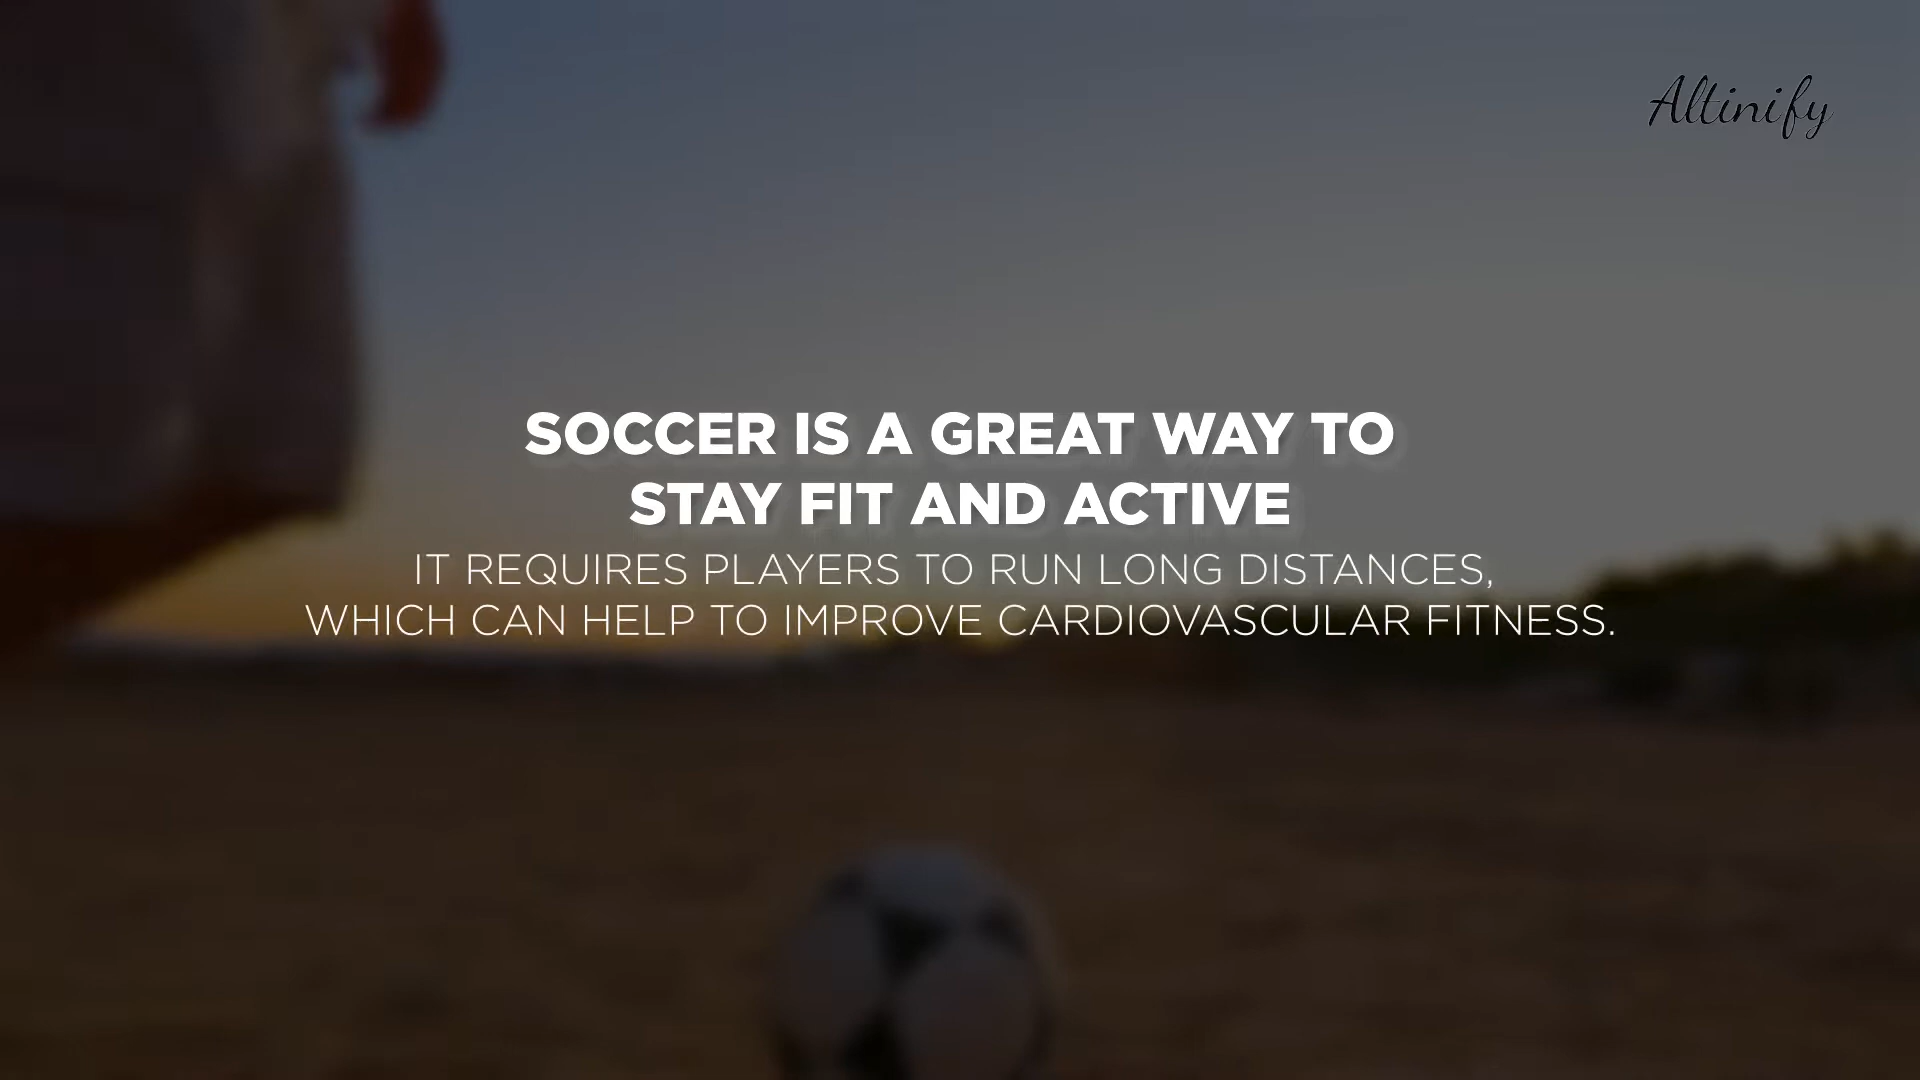 Altinify
SOCCER IS A GREAT WAY TO
STAY FIT AND ACTIVE
IT REQUIRES PLAYERS TO RUN LONG DISTANCES,
WHICH CAN HELP TO IMPROVE CARDIOVASCULAR FITNESS.